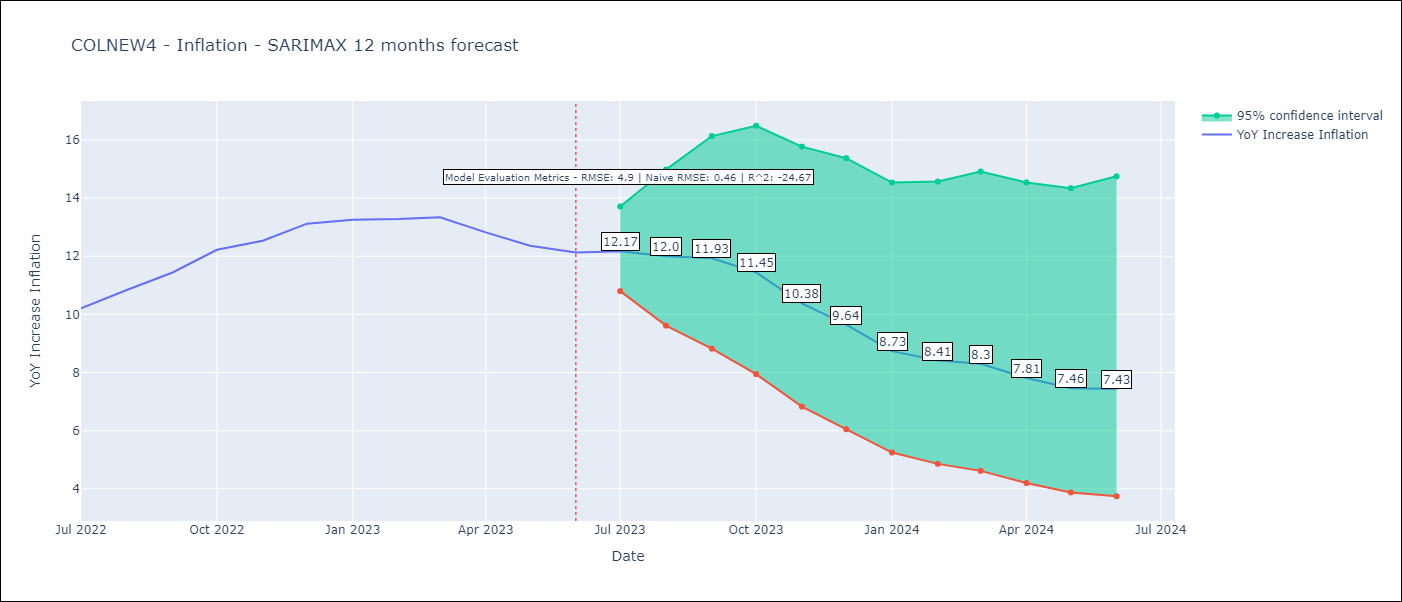 COLNEW4 - Inflation - SARIMAX 12 months forecast
95% confidence interval
YoY Increase Inflation
Model Evaluation Metrics - RMSE: 4.9 | Naive RMSE: 0.46 | R^2: -24.67
YoY Increase Inflation
16
14
12
10
8
6
4
12.17
12.0
11.93
11.45
10.38
9.64
8.73
8.41
8.3
7.81
7.46
7.43
Jul 2022
Oct 2022
Jan 2023
Apr 2023
Jul 2023
Oct 2023
Jan 2024
Apr 2024
Jul 2024
Date